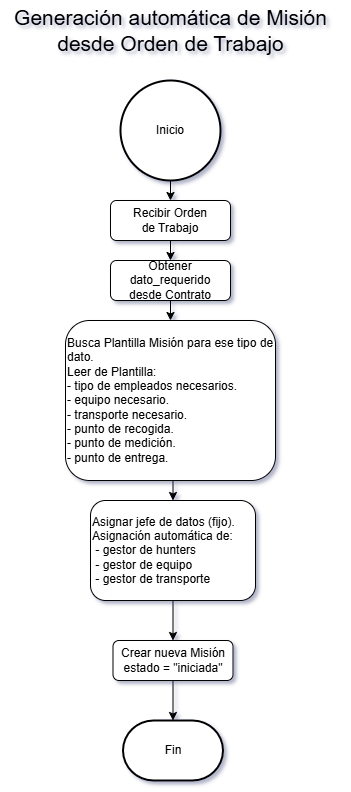 Generación automática de Misión
desde Orden de Trabajo
Inicio
Recibir Orden
de Trabajo
Obtener
dato_requerido
desde Contrato
Busca Plantilla Misión para ese tipo de
dato.
Leer de Plantilla:
- tipo de empleados necesarios.
- equipo necesario.
- transporte necesario.
- punto de recogida.
- punto de medición.
- punto de entrega.
Asignar jefe de datos (fijo).
Asignación automática de:
- gestor de hunters
- gestor de equipo
- gestor de transporte
Crear nueva Misión
estado = "iniciada"
Fin